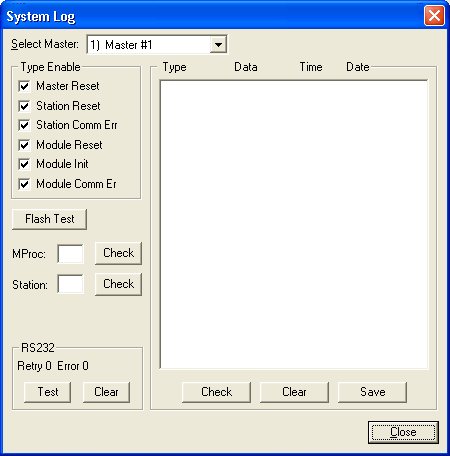 System Log
Select Master: 1) Master #1
Type Enable
Master Reset
Station Reset
Station Comm Err
Module Reset
Module Init
Module Comm Er
Flash Test
MProc: Check
Station: Check
RS232
Retry 0 Error 0
Test Clear
Type Data Time Date
Check Clear Save
Close